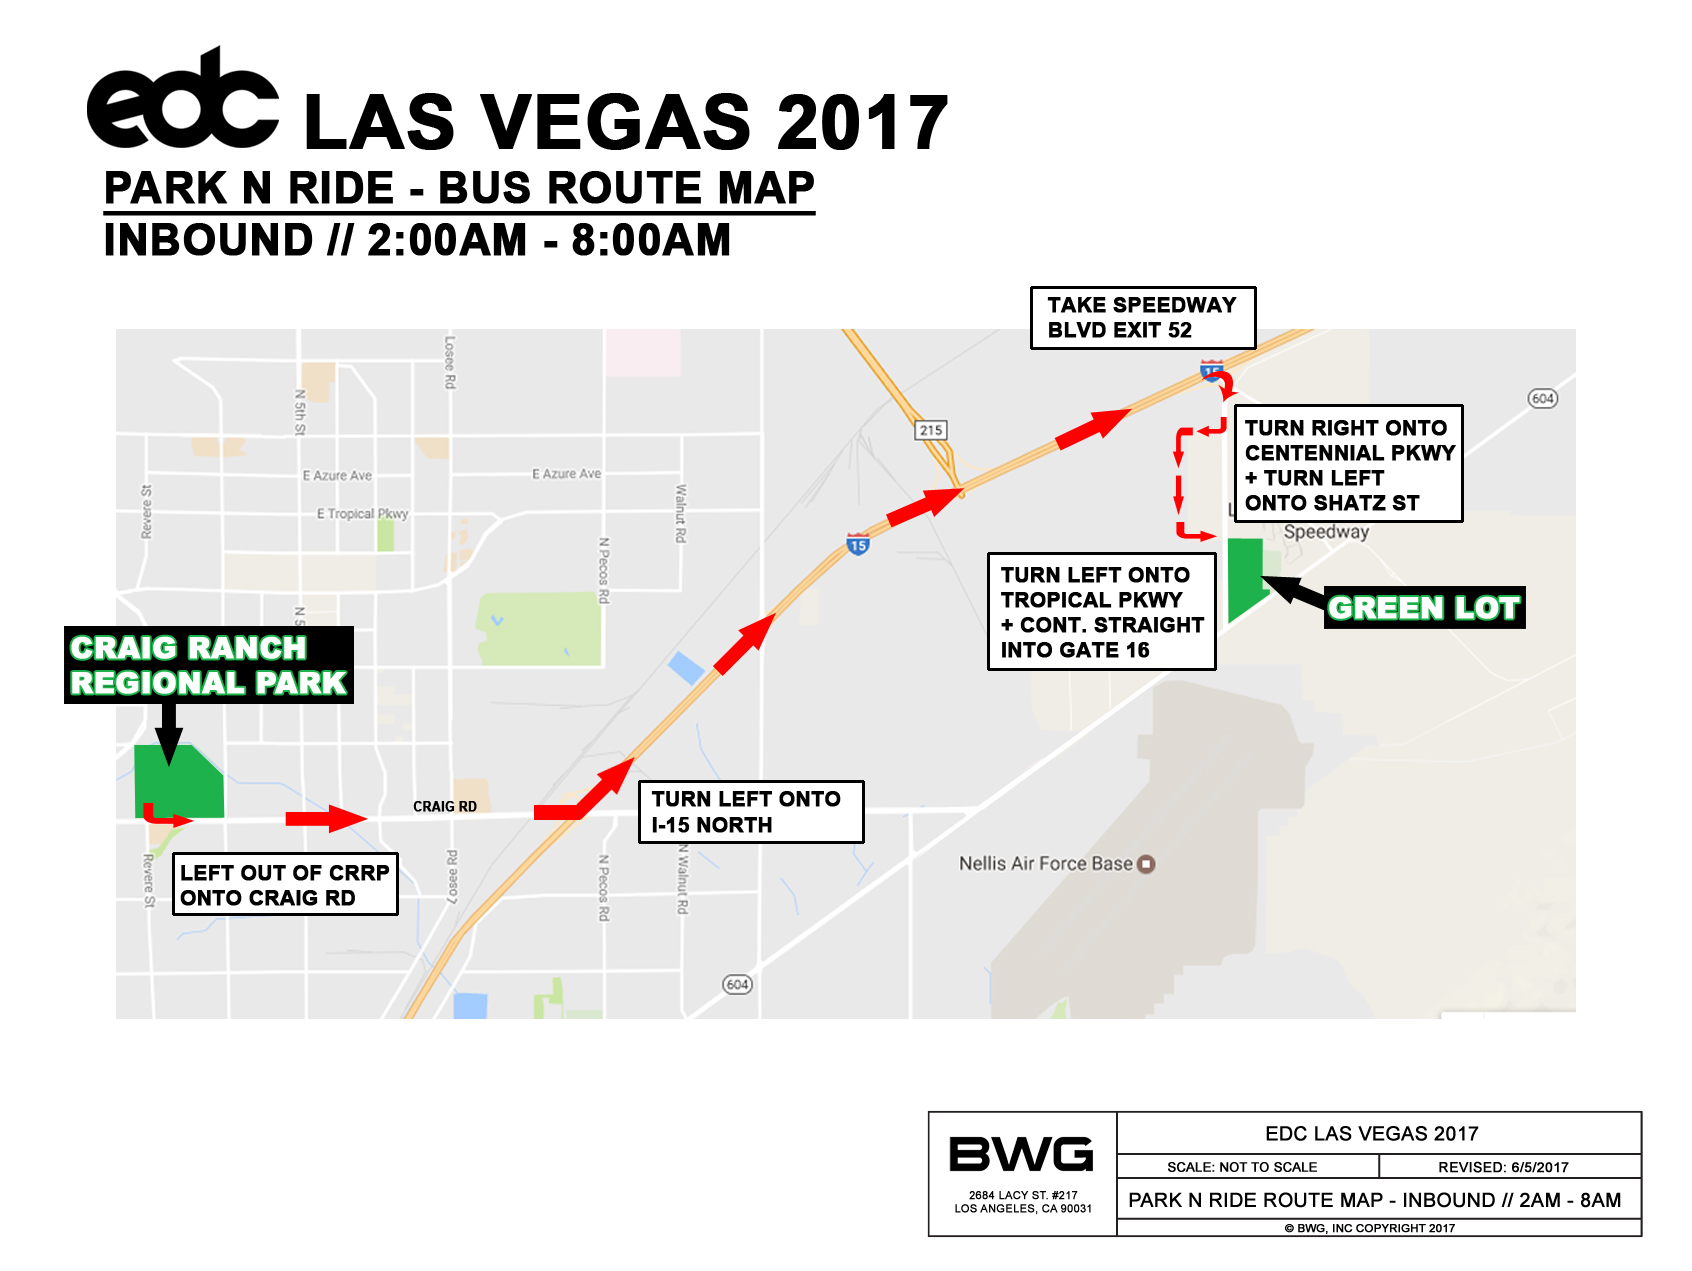 edc LAS VEGAS 2017
PARK N RIDE - BUS ROUTE MAP
INBOUND // 2:00AM - 8:00AM
TAKE SPEEDWAY
BLVD EXIT 52
Losee Rd
15
N 5th St
604
215
TURN RIGHT ONTO
CENTENNIAL PKWY
+ TURN LEFT
ONTO SHATZ ST
E Azure Ave
E Azure Ave
Revere St
Walnut Rd
E Tropical Pkwy
L
Speedway
15
N Pecos Rd
TURN LEFT ONTO
TROPICAL PKWY
+ CONT. STRAIGHT
INTO GATE 16
GREEN LOT
N 5
CRAIG RANCH
REGIONAL PARK
CRAIG RD
TURN LEFT ONTO
I-15 NORTH
LEFT OUT OF CRRP
ONTO CRAIG RD
Revere St
Losee Rd
N Pecos Rd
N Walnut Rd
Nellis Air Force Base
604
BWG
2684 LACY ST. #217
LOS ANGELES, CA 90031
EDC LAS VEGAS 2017
SCALE: NOT TO SCALE
REVISED: 6/5/2017
PARK N RIDE ROUTE MAP - INBOUND // 2AM - 8AM
© BWG, INC COPYRIGHT 2017